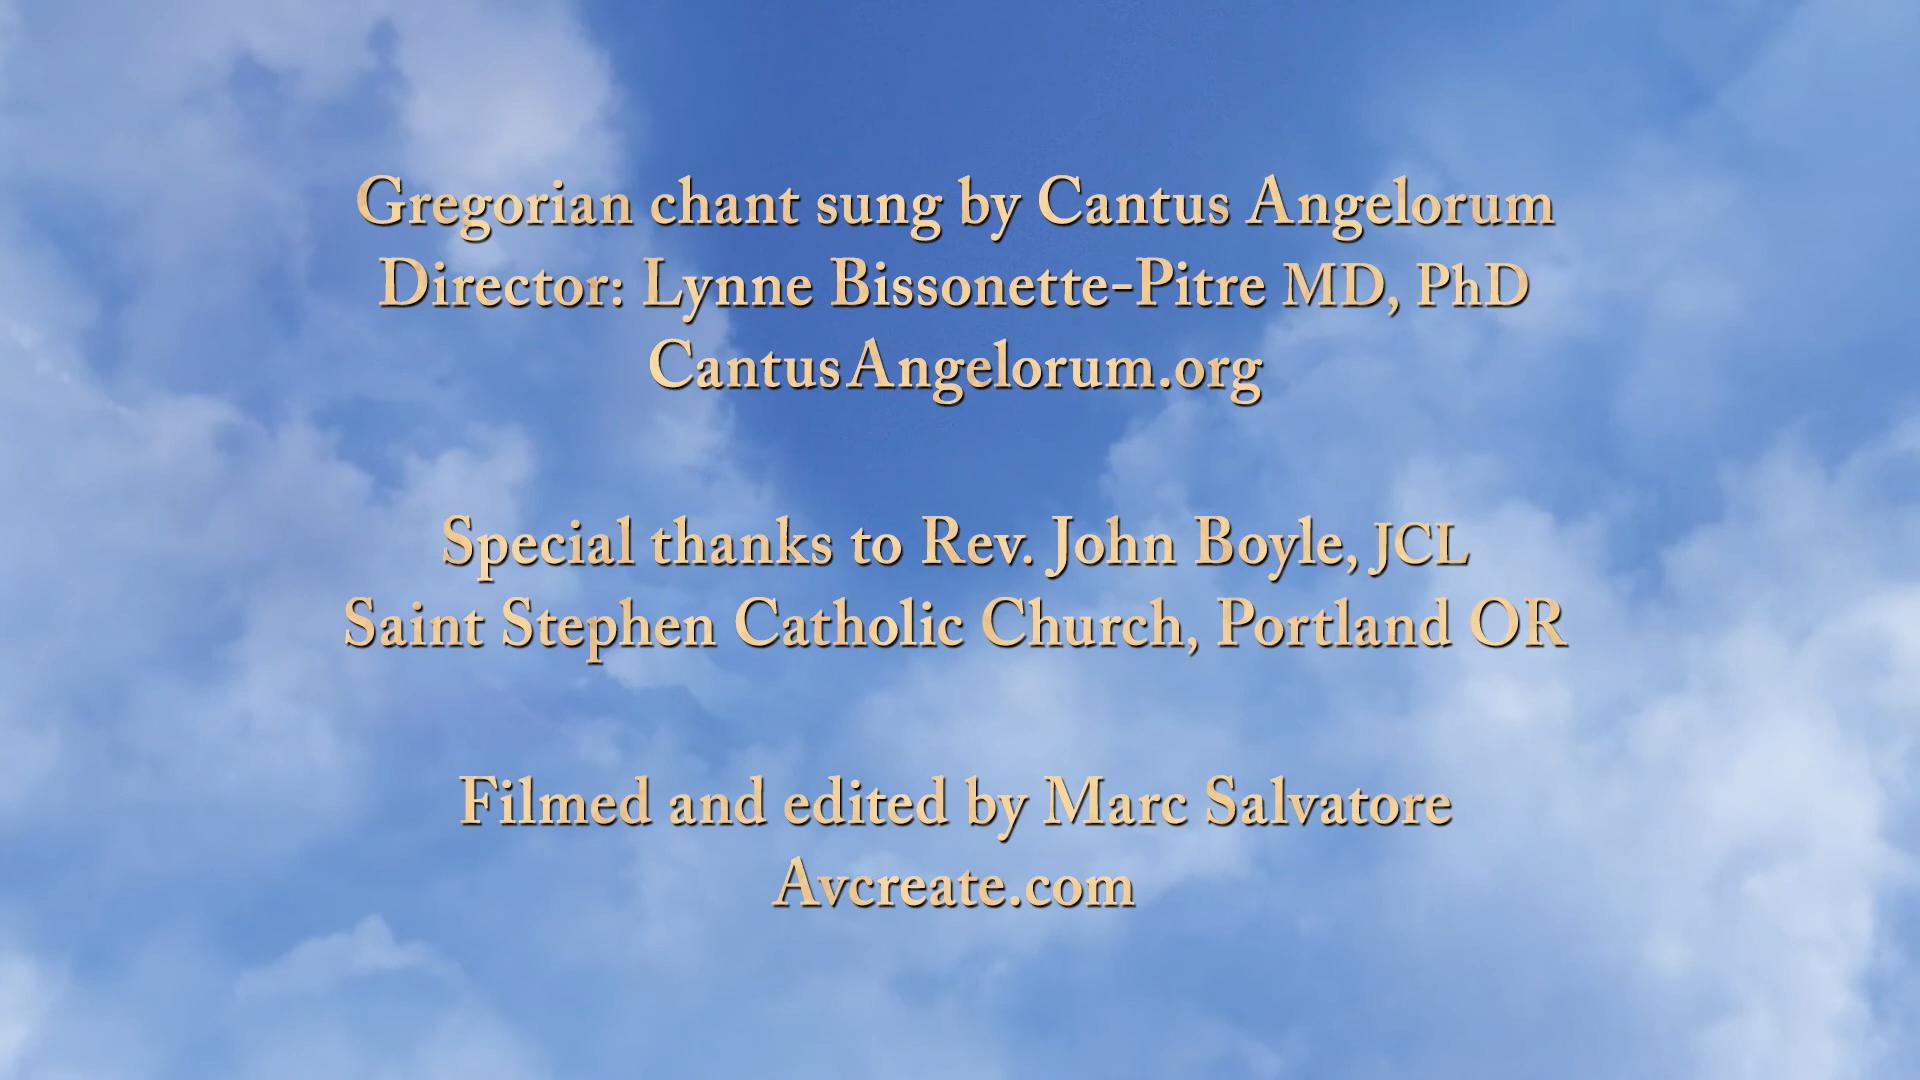 Gregorian chant sung by Cantus Angelorum
Director: Lynne Bissonette-Pitre MD, PhD
CantusAngelorum.org
Special thanks to Rev. John Boyle, JCL
Saint Stephen Catholic Church, Portland OR
Filmed and edited by Marc Salvatore
Avcreate.com